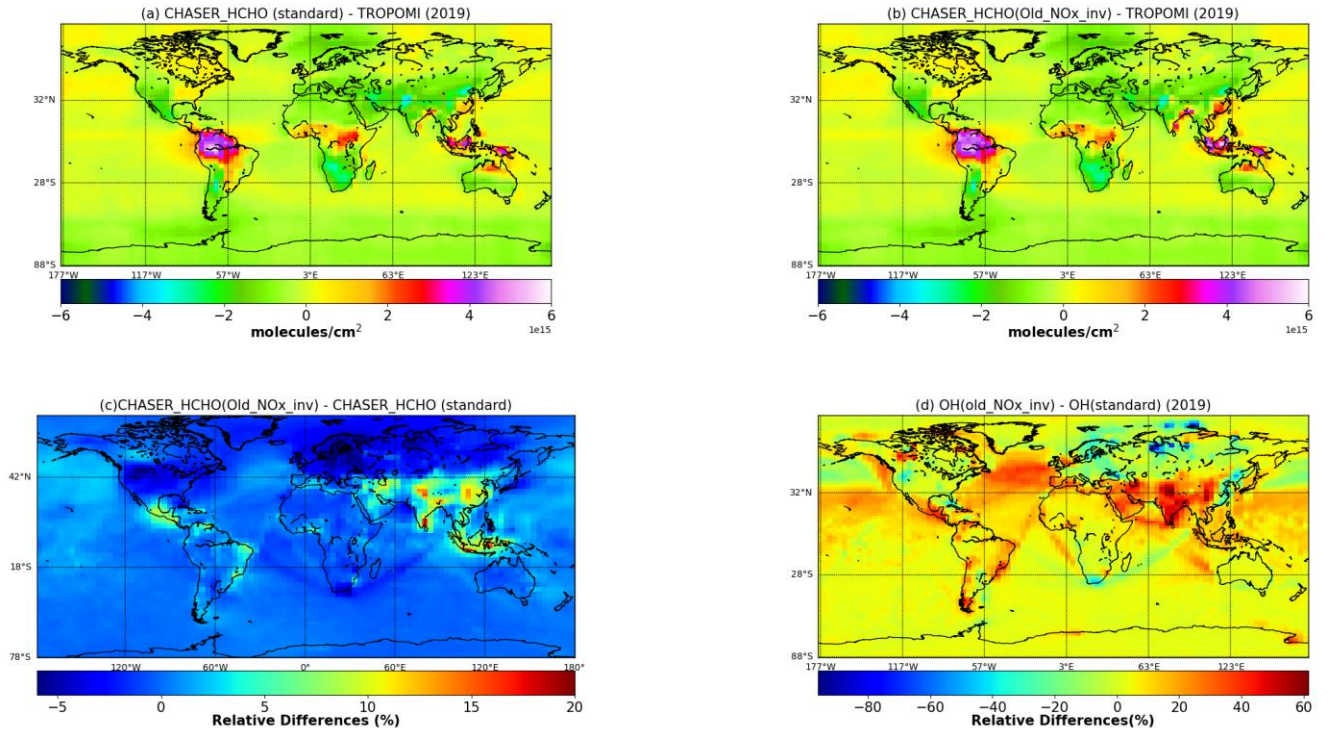 (a) CHASER_HCHO (standard) - TROPOMI (2019)
32°N
28°S
88°S
177°W 117°W 57°W 3°E 63°E 123°E
−6 −4 −2 0 2 4 6
1e15
molecules/cm²
(b) CHASER_HCHO(Old_NOx_inv) - TROPOMI (2019)
32°N
28°S
88°S
177°W 117°W 57°W 3°E 63°E 123°E
−6 −4 −2 0 2 4 6
1e15
molecules/cm²
(c)CHASER_HCHO(Old_NOx_inv) - CHASER_HCHO (standard)
42°N
18°S
78°S
120°W 60°W 0° 60°E 120°E 180°
−5 0 5 10 15 20
Relative Differences (%)
(d) OH(old_NOx_inv) - OH(standard) (2019)
32°N
28°S
88°S
177°W 117°W 57°W 3°E 63°E 123°E
−80 −60 −40 −20 0 20 40 60
Relative Differences(%)